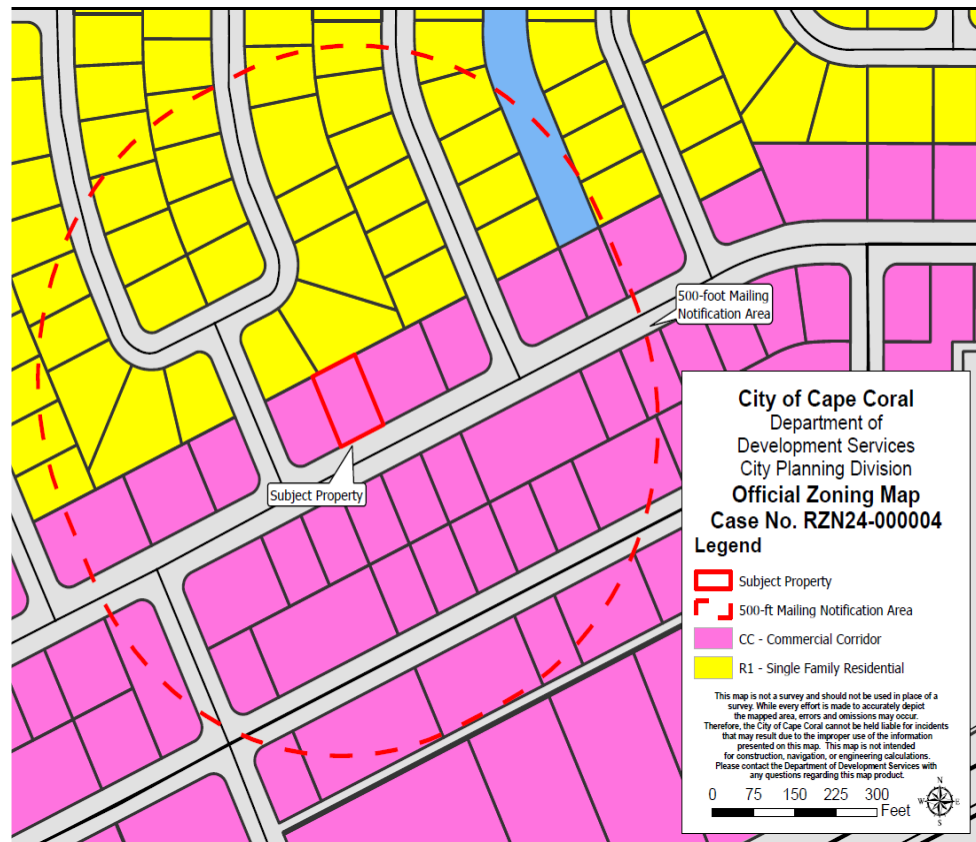 500-foot Mailing
Notification Area
Subject Property
City of Cape Coral
Department of
Development Services
City Planning Division
Official Zoning Map
Case No. RZN24-000004
Legend
Subject Property
500-ft Mailing Notification Area
CC - Commercial Corridor
R1 - Single Family Residential
This map is not a survey and should not be used in place of a
survey. While every effort is made to accurately depict
the mapped area, errors and omissions may occur.
Therefore, the City of Cape Coral cannot be held liable for incidents
that may result due to the improper use of the information
presented on this map. This map is not intended
for construction, navigation, or engineering calculations.
Please contact the Department of Development Services with
any questions regarding this map product.
0 75 150 225 300
Feet
N
W E
S